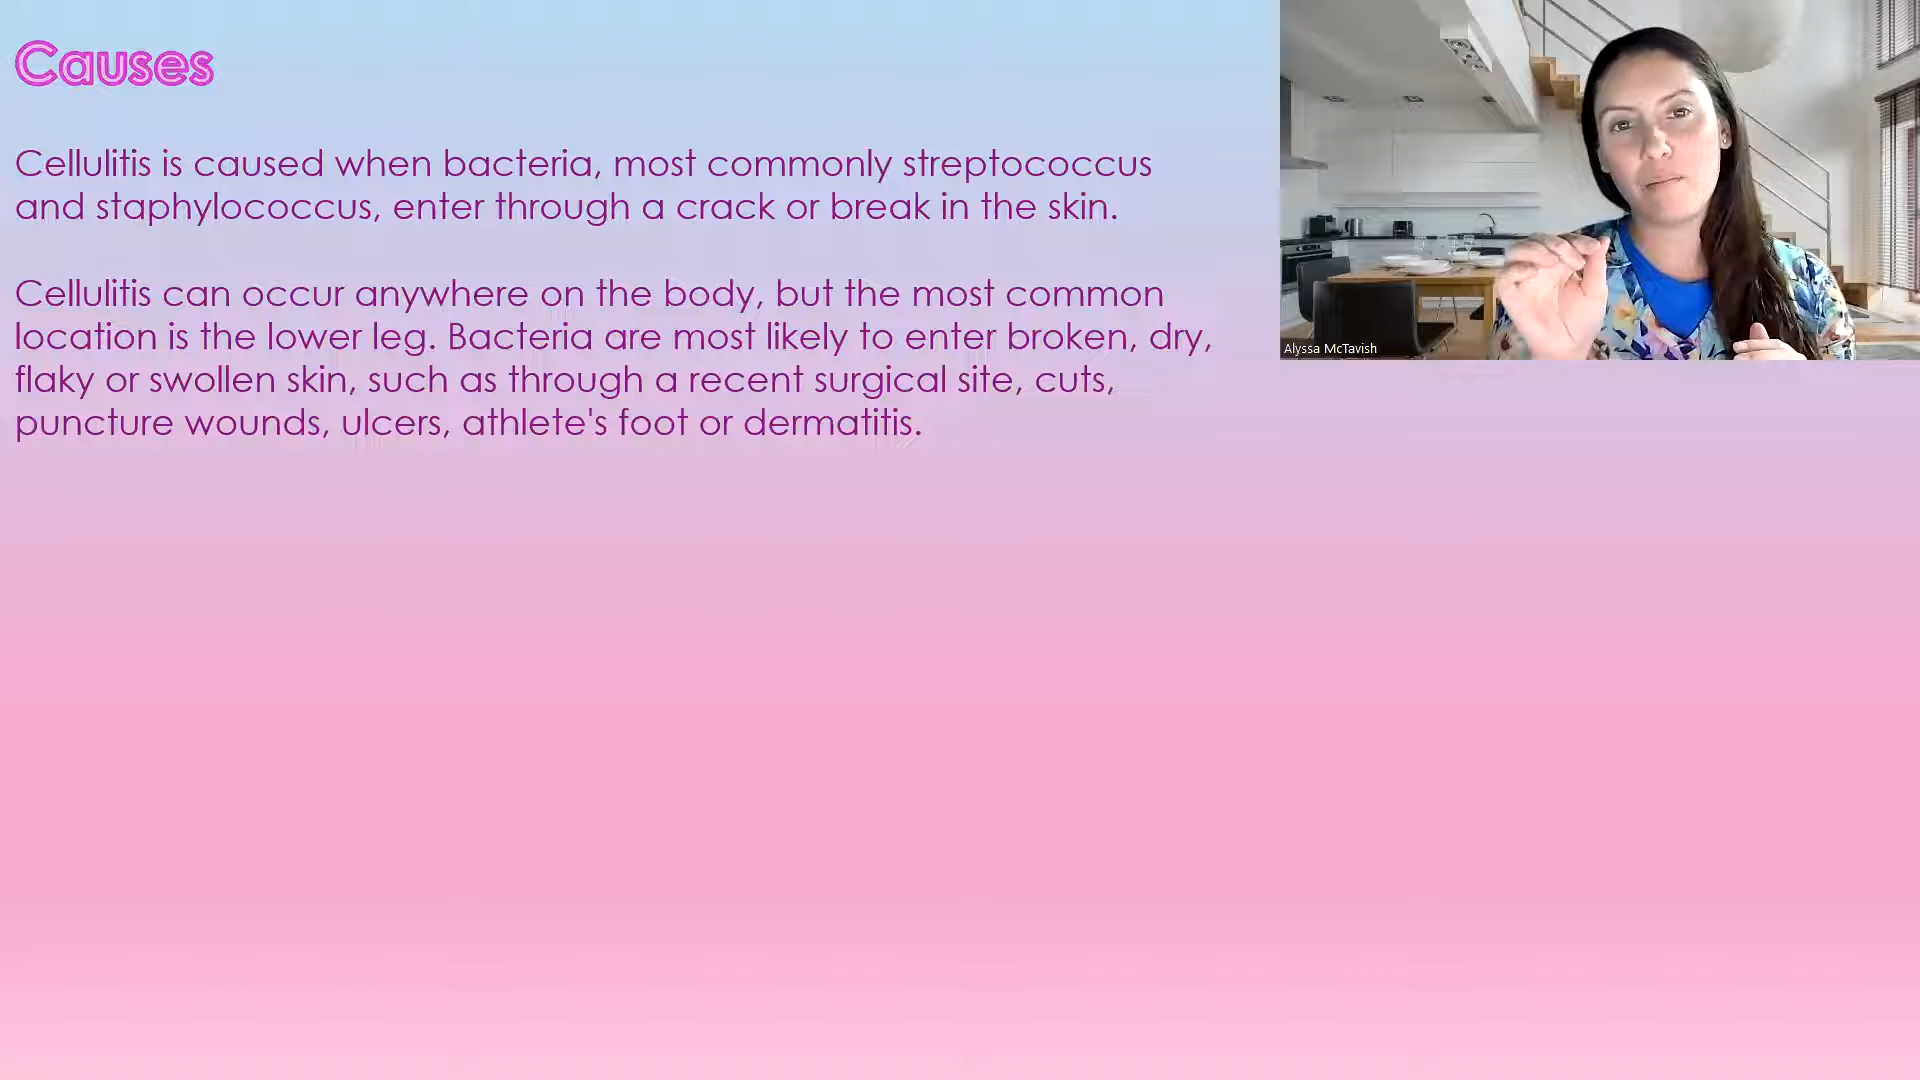 Causes
Cellulitis is caused when bacteria, most commonly streptococcus
and staphylococcus, enter through a crack or break in the skin.
Cellulitis can occur anywhere on the body, but the most common
location is the lower leg. Bacteria are most likely to enter broken, dry,
flaky or swollen skin, such as through a recent surgical site, cuts,
puncture wounds, ulcers, athlete's foot or dermatitis.
Alyssa McTavish